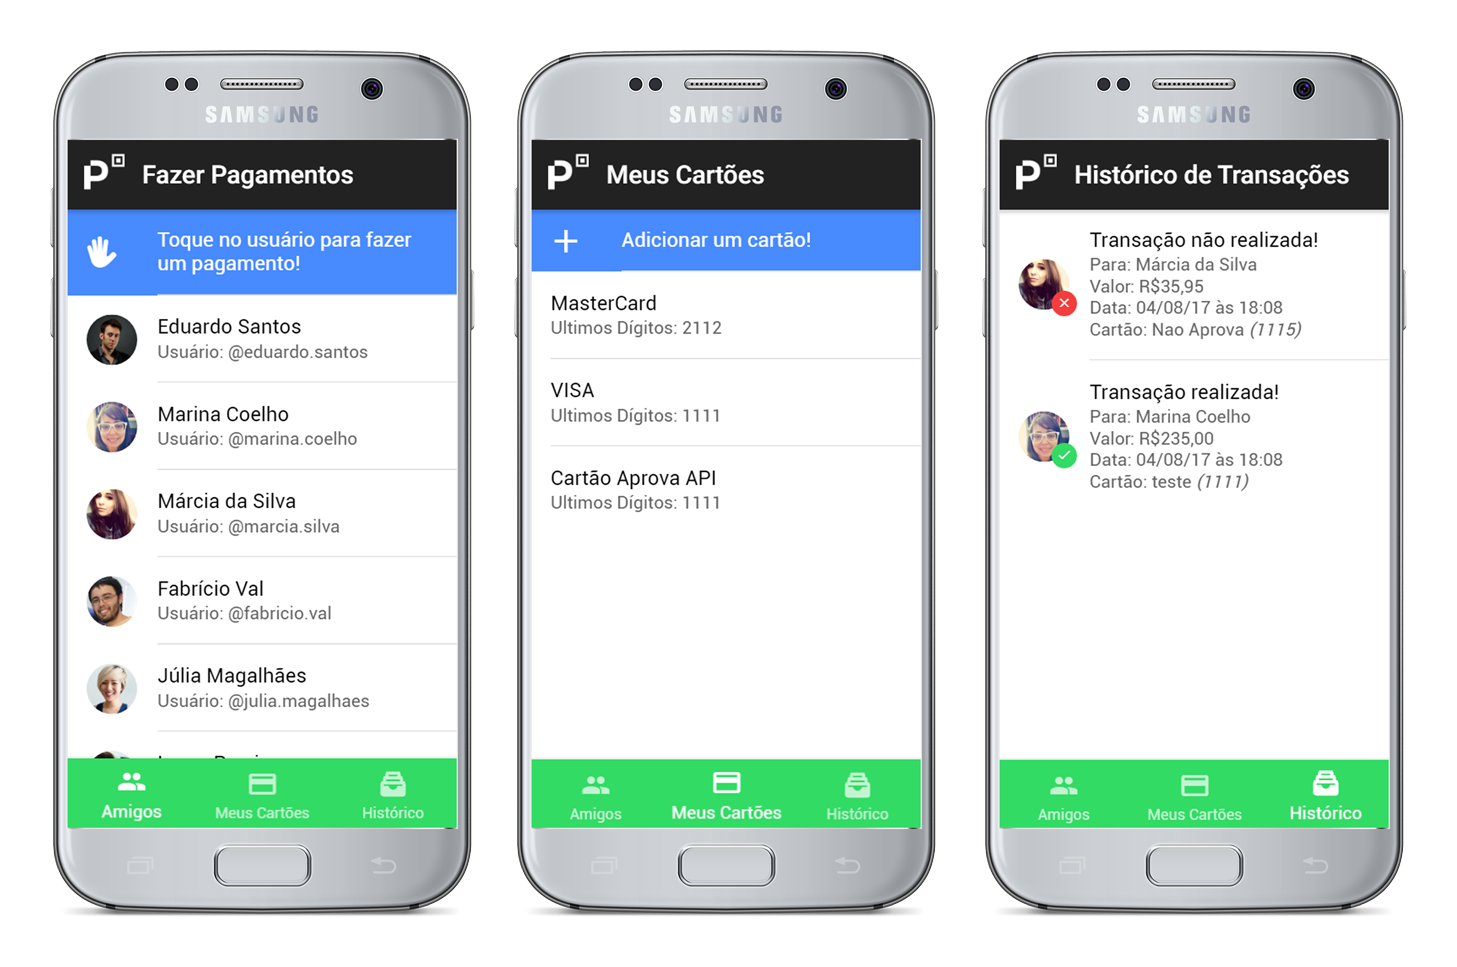 SAMSUNG
P
Fazer Pagamentos
Toque no usuário para fazer
um pagamento!
Eduardo Santos
Usuário: @eduardo.santos
Marina Coelho
Usuário: @marina.coelho
Márcia da Silva
Usuário: @marcia.silva
Fabrício Val
Usuário: @fabricio.val
Júlia Magalhães
Usuário: @julia.magalhaes
Amigos
Meus Cartões
Histórico
SAMSUNG
P
Meus Cartões
Adicionar um cartão!
MasterCard
Ultimos Dígitos: 2112
VISA
Ultimos Dígitos: 1111
Cartão Aprova API
Ultimos Dígitos: 1111
Amigos
Meus Cartões
Histórico
SAMSUNG
P
Histórico de Transações
Transação não realizada!
Para: Márcia da Silva
Valor: R$35,95
Data: 04/08/17 às 18:08
Cartão: Nao Aprova (1115)
Transação realizada!
Para: Marina Coelho
Valor: R$235,00
Data: 04/08/17 às 18:08
Cartão: teste (1111)
Amigos
Meus Cartões
Histórico